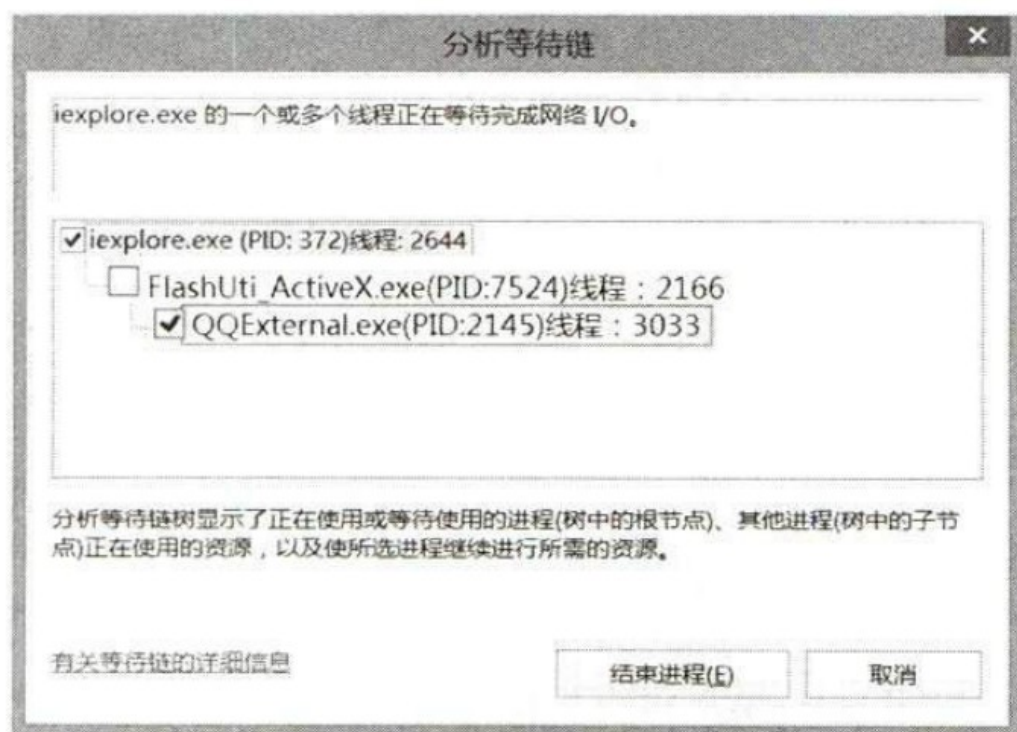 分析等待链
iexplore.exe 的一个或多个线程正在等待完成网络 I/O。
iexplore.exe (PID: 372)线程: 2644
FlashUti_ActiveX.exe(PID:7524)线程：2166
QQExternal.exe(PID:2145)线程：3033
分析等待链树显示了正在使用或等待使用的进程(树中的根节点)、其他进程(树中的子节
点)正在使用的资源，以及使所选进程继续进行所需的资源。
有关等待链的详细信息
结束进程(E)
取消